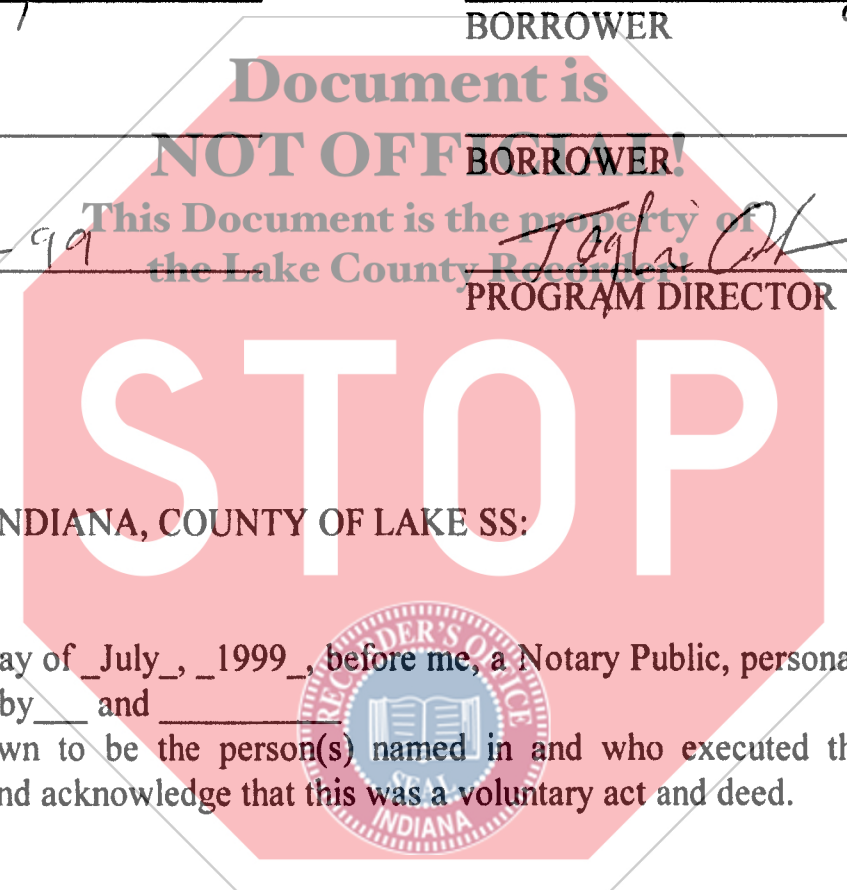 BORROWER
Document is
NOT OFFICIAL!
BORROWER
This Document is the property of
99
the Lake County Recorder!
PROGRAM DIRECTOR
STOP
NDIANA, COUNTY OF LAKE SS:
RECORDER'S OFFICE
ay of _July_, _1999_, before me, a Notary Public, persona
by___ and __________
wn to be the person(s) named in and who executed th
SEAL
nd acknowledge that this was a voluntary act and deed.
INDIANA